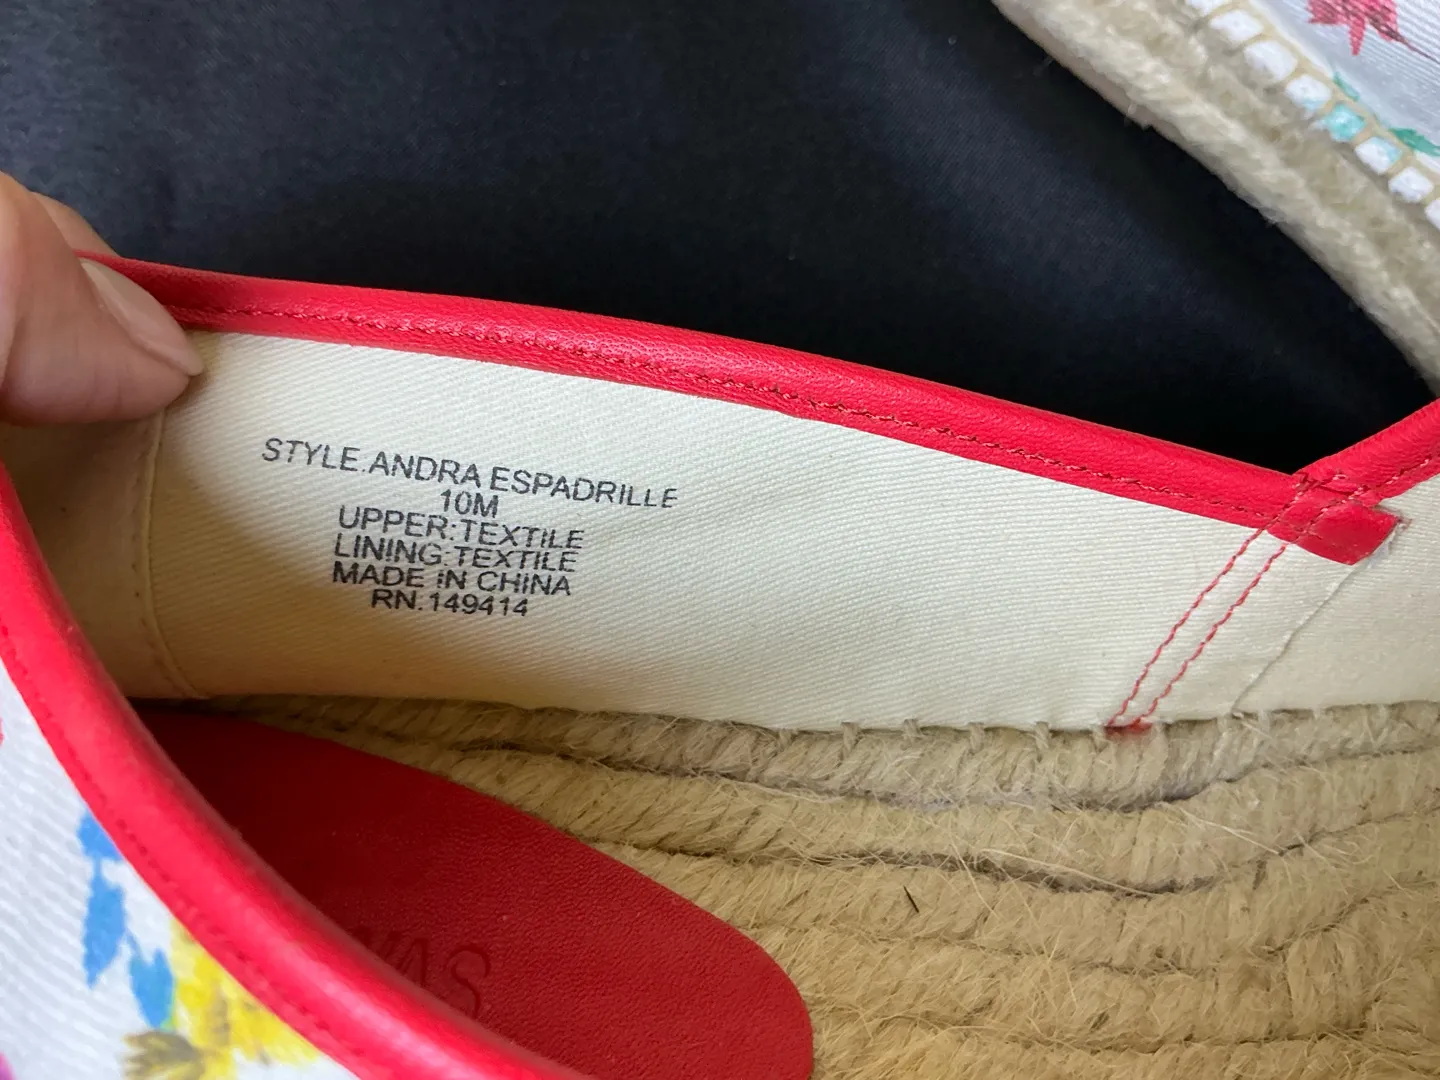 STYLE.ANDRA ESPADRILLE
10M
UPPER:TEXTILE
LINING:TEXTILE
MADE IN CHINA
RN.149414